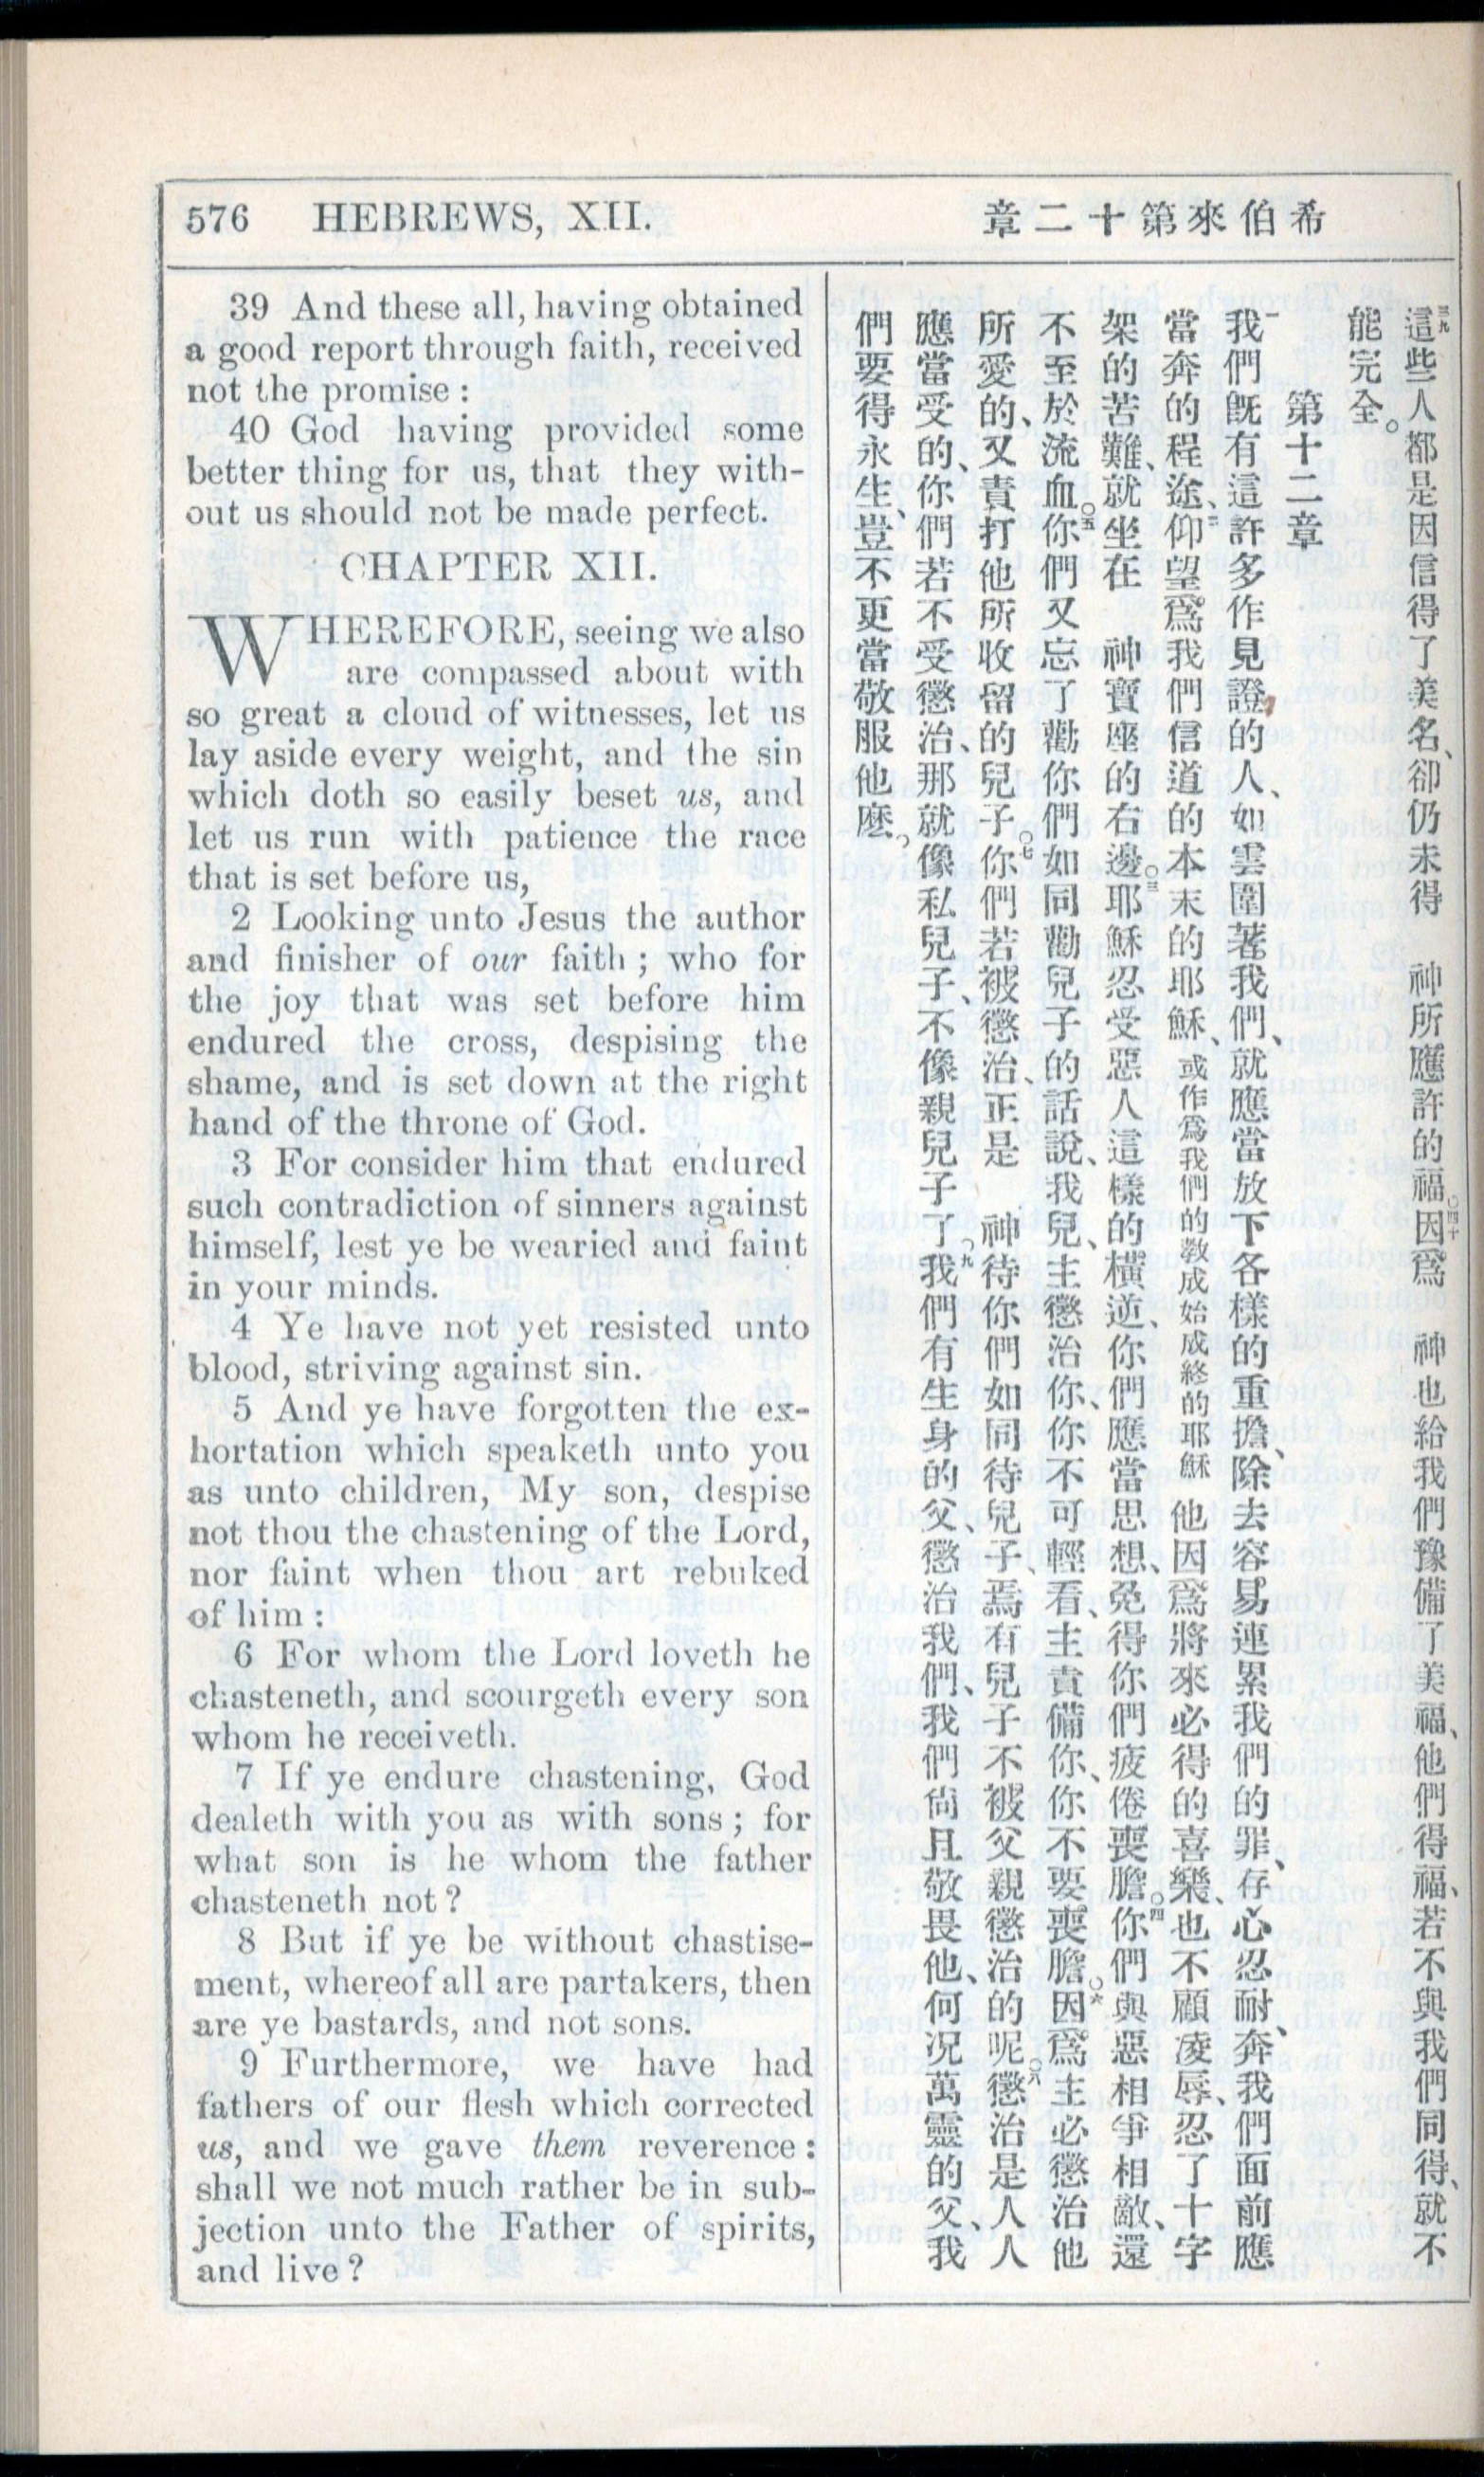 576 HEBREWS, XII.
希伯來第十二章
39 And these all, having obtained
a good report through faith, received
not the promise :
40 God having provided some
better thing for us, that they with-
out us should not be made perfect.
CHAPTER XII.
WHEREFORE, seeing we also
are compassed about with
so great a cloud of witnesses, let us
lay aside every weight, and the sin
which doth so easily beset us, and
let us run with patience the race
that is set before us,
2 Looking unto Jesus the author
and finisher of our faith ; who for
the joy that was set before him
endured the cross, despising the
shame, and is set down at the right
hand of the throne of God.
3 For consider him that endured
such contradiction of sinners against
himself, lest ye be wearied and faint
in your minds.
4 Ye have not yet resisted unto
blood, striving against sin.
5 And ye have forgotten the ex-
hortation which speaketh unto you
as unto children, My son, despise
not thou the chastening of the Lord,
nor faint when thou art rebuked
of him :
6 For whom the Lord loveth he
chasteneth, and scourgeth every son
whom he receiveth.
7 If ye endure chastening, God
dealeth with you as with sons ; for
what son is he whom the father
chasteneth not ?
8 But if ye be without chastise-
ment, whereof all are partakers, then
are ye bastards, and not sons.
9 Furthermore, we have had
fathers of our flesh which corrected
us, and we gave them reverence :
shall we not much rather be in sub-
jection unto the Father of spirits,
and live ?
三九這些人都是因信得了美名、卻仍未得 神所應許的福。四十因爲 神也給我們豫備了美福、他們得福、若不與我們同得、就不
能完全。
第十二章
一我們旣有這許多作見證的人、如雲圍著我們、就應當放下各樣的重擔、除去容易連累我們的罪、存心忍耐、奔我們面前應
當奔的程途、二仰望爲我們信道的本末的耶穌、或作爲我們的教成始成終的耶穌 他因爲將來必得的喜樂、也不顧凌辱、忍了十字
架的苦難、就坐在 神寶座的右邊。三耶穌忍受惡人這樣的橫逆、你們應當思想、免得你們疲倦喪膽。四你們與惡相爭相敵、還
不至於流血。五你們又忘了勸你們如同勸兒子的話說、我兒、主懲治你、你不可輕看、主責備你、你不要喪膽。六因爲主必懲治他
所愛的、又責打他所收留的兒子。七你們若被懲治、正是 神待你們如同待兒子、焉有兒子不被父親懲治的呢。八懲治是人人
應當受的、你們若不受懲治、那就像私兒子、不像親兒子了。九我們有生身的父、懲治我們、我們尙且敬畏他、何况萬靈的父、我
們要得永生、豈不更當敬服他麽。